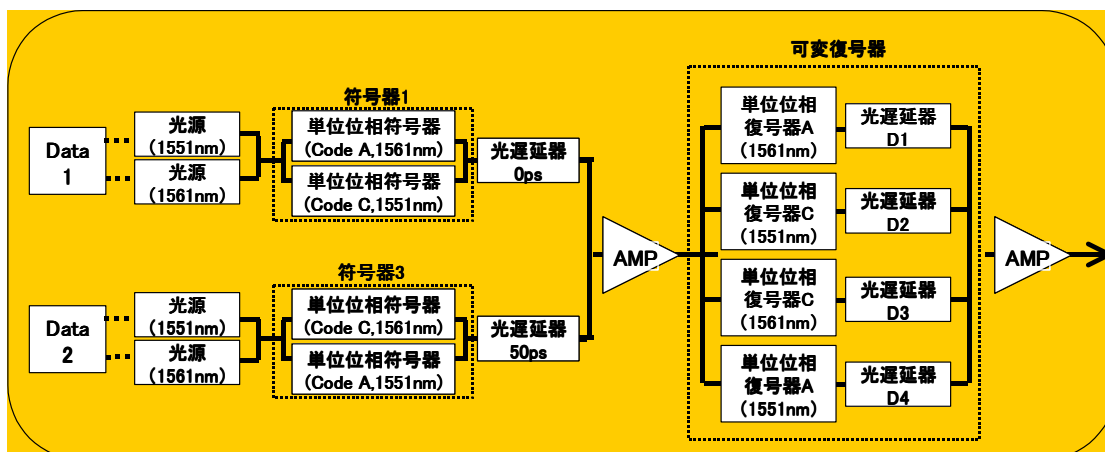 可変復号器
符号器1
Data
1
光源
(1551nm)
光源
(1561nm)
単位位相符号器
(Code A,1561nm)
単位位相符号器
(Code C,1551nm)
光遅延器
0ps
符号器3
Data
2
光源
(1551nm)
光源
(1561nm)
単位位相符号器
(Code C,1561nm)
単位位相符号器
(Code A,1551nm)
光遅延器
50ps
AMP
単位位相
復号器A
(1561nm)
光遅延器
D1
単位位相
復号器C
(1551nm)
光遅延器
D2
単位位相
復号器C
(1561nm)
光遅延器
D3
単位位相
復号器A
(1551nm)
光遅延器
D4
AMP